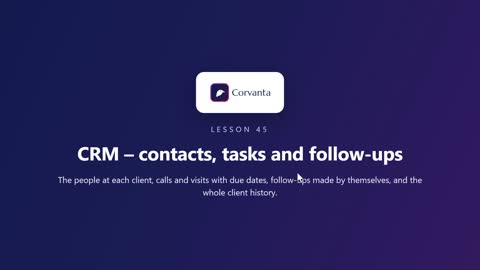 Corvanta
LESSON 45
CRM – contacts, tasks and follow-ups
The people at each client, calls and visits with due dates, follow-ups made by themselves, and the
whole client history.